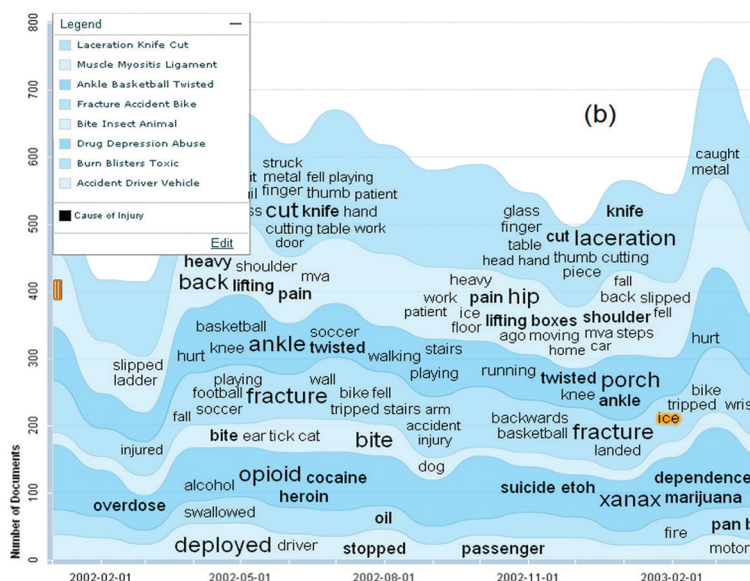 800
Legend
Laceration Knife Cut
Muscle Myositis Ligament
Ankle Basketball Twisted
Fracture Accident Bike
Bite Insect Animal
Drug Depression Abuse
Burn Blisters Toxic
Accident Driver Vehicle
Cause of Injury
Edit
(b)
700
600
500
400
300
200
100
0
Number of Documents
struck
it metal fell playing
finger thumb patient
cut knife hand
cutting table work
door
caught
metal
glass
finger
table
head hand
knife
cut laceration
thumb cutting
piece
heavy
shoulder
mva
back lifting
pain
heavy
work
pain hip
patient
ice
floor
lifting boxes
ago moving
home
fall
back slipped
shoulder fell
mva steps
car
slipped
ladder
basketball
hurt
knee ankle
soccer
twisted
walking
stairs
playing
running
twisted porch
knee
ankle
hurt
playing
football
soccer
fall
fracture
wall
bike fell
tripped stairs arm
accident
injury
backwards
basketball
fracture
landed
bike
tripped
ice
injured
bite ear tick cat
bite
dog
overdose
alcohol
opioid cocaine
heroin
suicide etoh
xanax
dependence
marijuana
swallowed
oil
fire
deployed driver
stopped
passenger
motor
2002-02-01
2002-05-01
2002-08-01
2002-11-01
2003-02-01